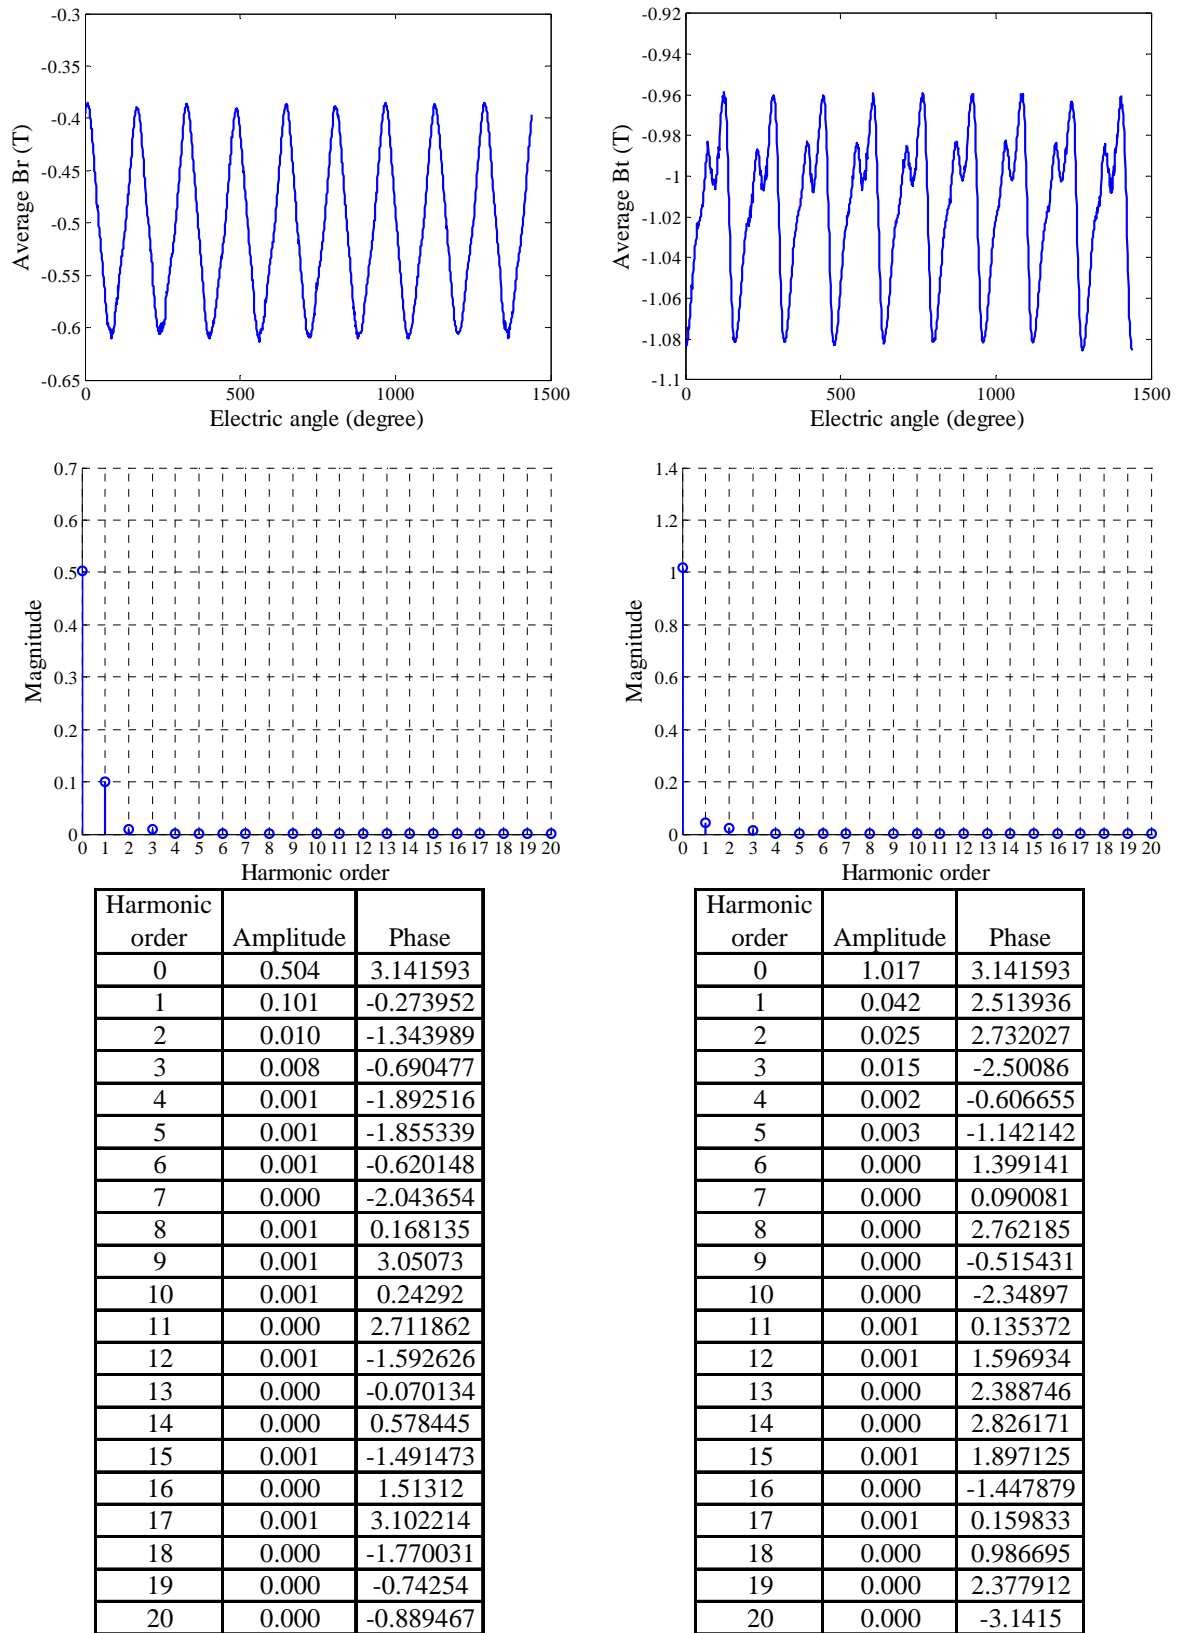 -0.3
-0.35
-0.4
-0.45
-0.5
-0.55
-0.6
-0.65
Average Br (T)
0 500 1000 1500
Electric angle (degree)
-0.92
-0.94
-0.96
-0.98
-1
-1.02
-1.04
-1.06
-1.08
-1.1
Average Bt (T)
0 500 1000 1500
Electric angle (degree)
0.7
0.6
0.5
0.4
0.3
0.2
0.1
0
Magnitude
0 1 2 3 4 5 6 7 8 9 10 11 12 13 14 15 16 17 18 19 20
Harmonic order
1.4
1.2
1
0.8
0.6
0.4
0.2
0
Magnitude
0 1 2 3 4 5 6 7 8 9 10 11 12 13 14 15 16 17 18 19 20
Harmonic order
Harmonic
order Amplitude Phase
0 0.504 3.141593
1 0.101 -0.273952
2 0.010 -1.343989
3 0.008 -0.690477
4 0.001 -1.892516
5 0.001 -1.855339
6 0.001 -0.620148
7 0.000 -2.043654
8 0.001 0.168135
9 0.001 3.05073
10 0.001 0.24292
11 0.000 2.711862
12 0.001 -1.592626
13 0.000 -0.070134
14 0.000 0.578445
15 0.001 -1.491473
16 0.000 1.51312
17 0.001 3.102214
18 0.000 -1.770031
19 0.000 -0.74254
20 0.000 -0.889467
Harmonic
order Amplitude Phase
0 1.017 3.141593
1 0.042 2.513936
2 0.025 2.732027
3 0.015 -2.50086
4 0.002 -0.606655
5 0.003 -1.142142
6 0.000 1.399141
7 0.000 0.090081
8 0.000 2.762185
9 0.000 -0.515431
10 0.000 -2.34897
11 0.001 0.135372
12 0.001 1.596934
13 0.000 2.388746
14 0.000 2.826171
15 0.001 1.897125
16 0.000 -1.447879
17 0.001 0.159833
18 0.000 0.986695
19 0.000 2.377912
20 0.000 -3.1415